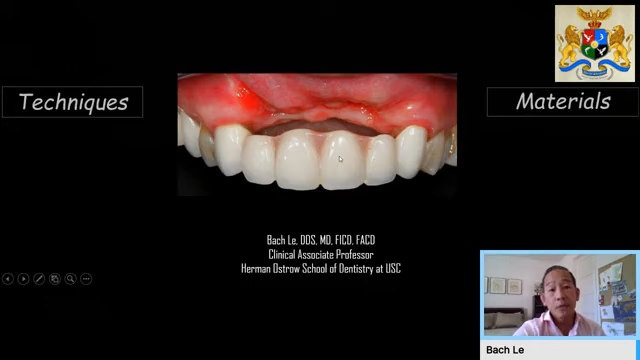 Techniques
Materials
Bach Le, DDS, MD, FICD, FACD
Clinical Associate Professor
Herman Ostrow School of Dentistry at USC
Bach Le